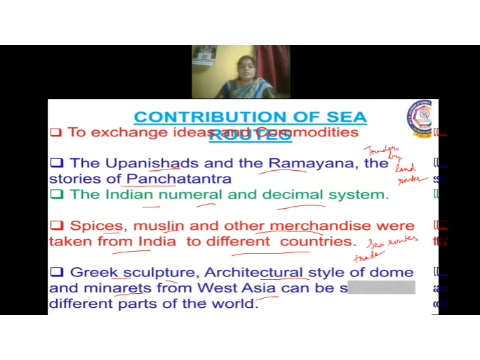 CONTRIBUTION OF SEA
ROUTES
To exchange ideas and Commodities
The Upanishads and the Ramayana, the
stories of Panchatantra
Trades
by
land
routes
The Indian numeral and decimal system.
Spices, muslin and other merchandise were
taken from India to different countries.
Sea routes
trade
Greek sculpture, Architectural style of dome
and minarets from West Asia can be s
different parts of the world.